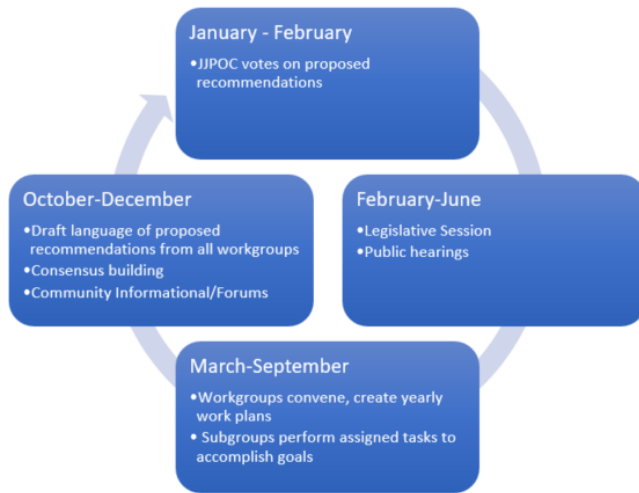 January - February
•JJPOC votes on proposed
recommendations
October-December
•Draft language of proposed
recommendations from all workgroups
•Consensus building
•Community Informational/Forums
February-June
•Legislative Session
•Public hearings
March-September
•Workgroups convene, create yearly
work plans
• Subgroups perform assigned tasks to
accomplish goals